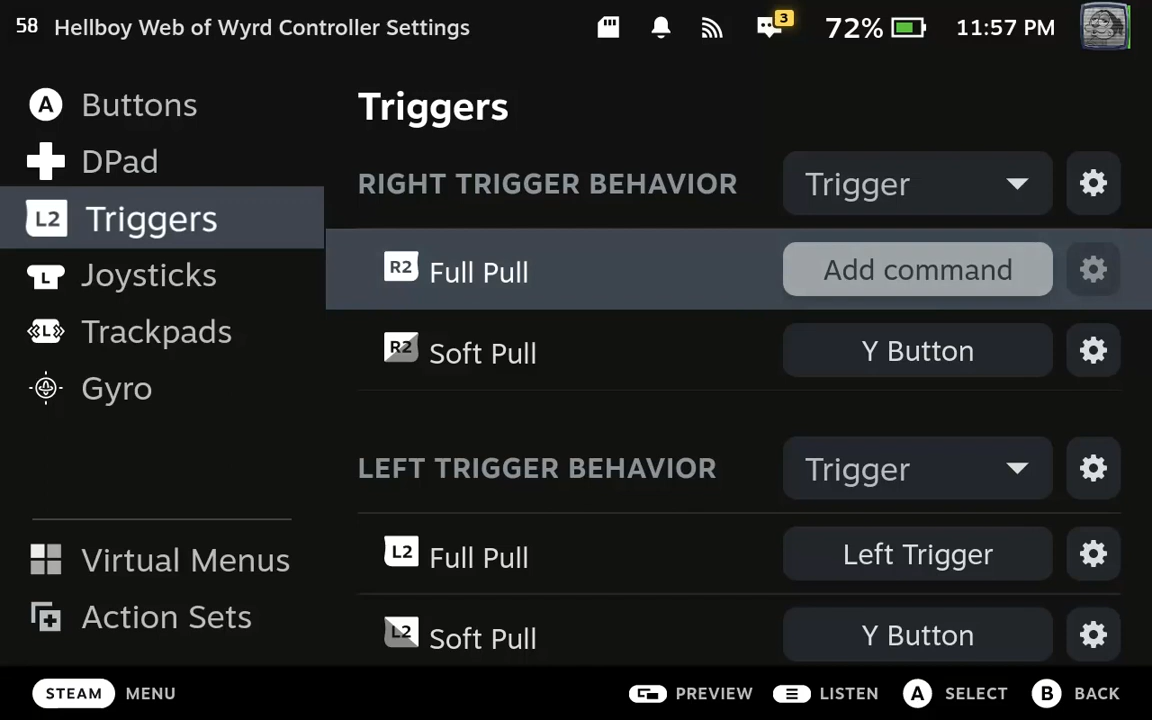 58 Hellboy Web of Wyrd Controller Settings 3 72% 11:57 PM
A Buttons
DPad
L2 Triggers
L Joysticks
L Trackpads
Gyro
Virtual Menus
Action Sets
Triggers
RIGHT TRIGGER BEHAVIOR Trigger
R2 Full Pull Add command
R2 Soft Pull Y Button
LEFT TRIGGER BEHAVIOR Trigger
L2 Full Pull Left Trigger
L2 Soft Pull Y Button
STEAM MENU PREVIEW LISTEN A SELECT B BACK